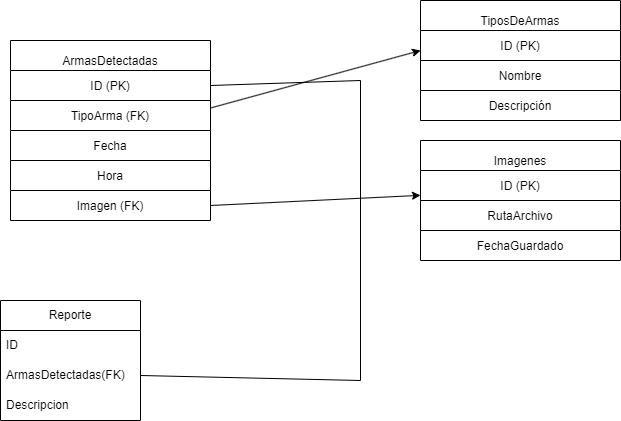 ArmasDetectadas
ID (PK)
TipoArma (FK)
Fecha
Hora
Imagen (FK)
TiposDeArmas
ID (PK)
Nombre
Descripción
Imagenes
ID (PK)
RutaArchivo
FechaGuardado
Reporte
ID
ArmasDetectadas(FK)
Descripcion